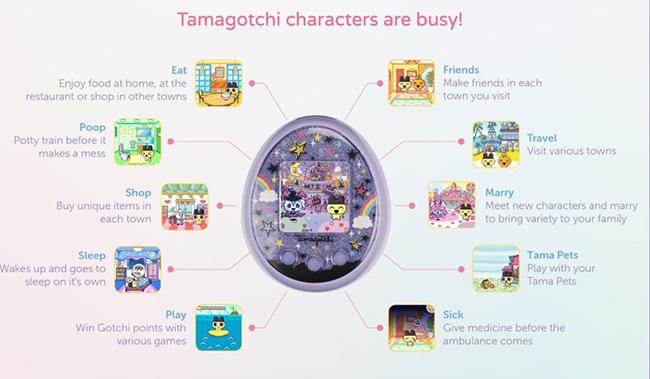 Tamagotchi characters are busy!
Eat
Enjoy food at home, at the
restaurant or shop in other towns
Poop
Potty train before it
makes a mess
Shop
Buy unique items in
each town
Sleep
Wakes up and goes to
sleep on it's own
Play
Win Gotchi points with
various games
Tamagotchi
Friends
Make friends in each
town you visit
Travel
Visit various towns
Marry
Meet new characters and marry
to bring variety to your family
Tama Pets
Play with your
Tama Pets
Sick
Give medicine before the
ambulance comes